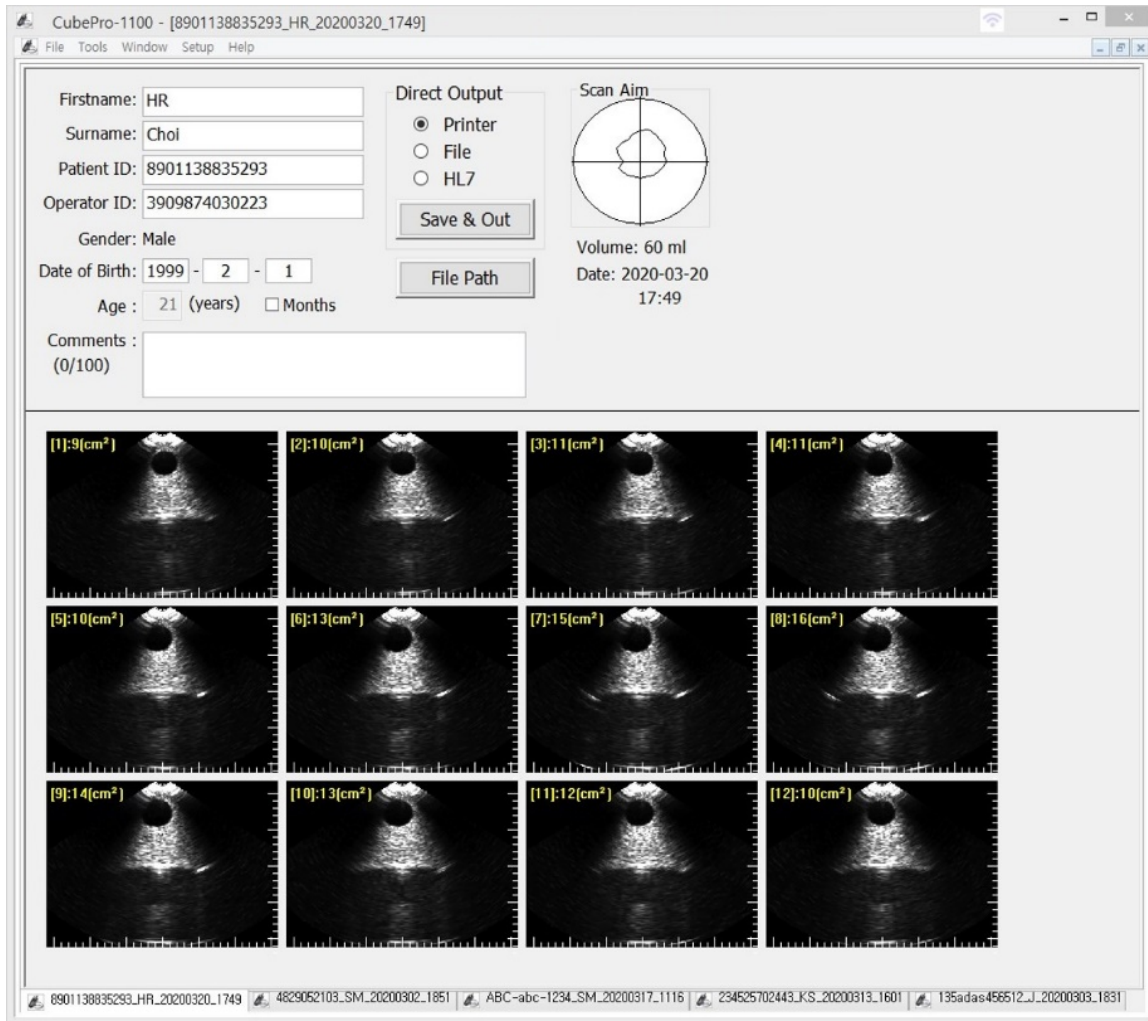 CubePro-1100 - [8901138835293_HR_20200320_1749]
File Tools Window Setup Help
Firstname: HR
Surname: Choi
Patient ID: 8901138835293
Operator ID: 3909874030223
Gender: Male
Date of Birth: 1999 - 2 - 1
Age : 21 (years) Months
Comments :
(0/100)
Direct Output
Printer
File
HL7
Save & Out
File Path
Scan Aim
Volume: 60 ml
Date: 2020-03-20
17:49
[1]:9(cm²) [2]:10(cm²) [3]:11(cm²) [4]:11(cm²)
[5]:10(cm²) [6]:13(cm²) [7]:15(cm²) [8]:16(cm²)
[9]:14(cm²) [10]:13(cm²) [11]:12(cm²) [12]:10(cm²)
8901138835293_HR_20200320_1749 4829052103_SM_20200302_1851 ABC-abc-1234_SM_20200317_1116 234525702443_KS_20200313_1601 135adas456512_J_20200303_1831